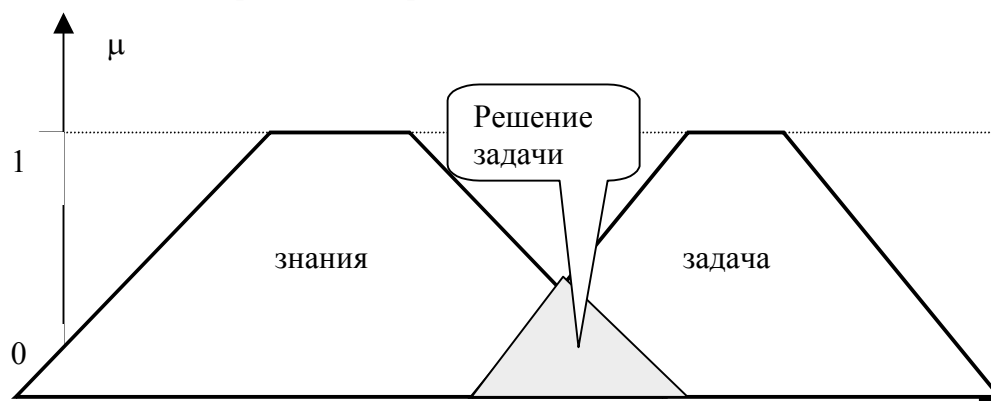 μ
Решение
задачи
1
знания
задача
0